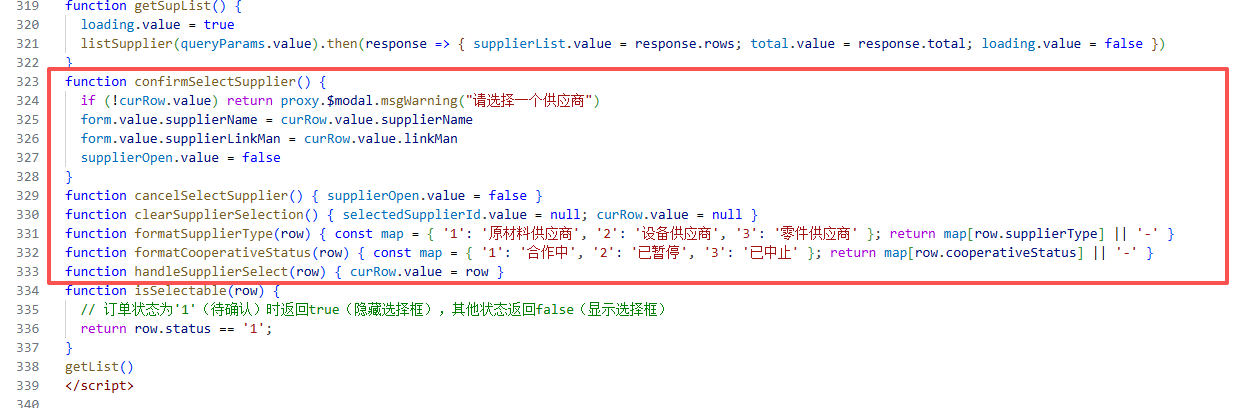 319 function getSupList() {
320   loading.value = true
321   listSupplier(queryParams.value).then(response => { supplierList.value = response.rows; total.value = response.total; loading.value = false })
322 }
323 function confirmSelectSupplier() {
324   if (!curRow.value) return proxy.$modal.msgWarning("请选择一个供应商")
325   form.value.supplierName = curRow.value.supplierName
326   form.value.supplierLinkMan = curRow.value.linkMan
327   supplierOpen.value = false
328 }
329 function cancelSelectSupplier() { supplierOpen.value = false }
330 function clearSupplierSelection() { selectedSupplierId.value = null; curRow.value = null }
331 function formatSupplierType(row) { const map = { '1': '原材料供应商', '2': '设备供应商', '3': '零件供应商' }; return map[row.supplierType] || '-' }
332 function formatCooperativeStatus(row) { const map = { '1': '合作中', '2': '已暂停', '3': '已中止' }; return map[row.cooperativeStatus] || '-' }
333 function handleSupplierSelect(row) { curRow.value = row }
334 function isSelectable(row) {
335   // 订单状态为'1'（待确认）时返回true（隐藏选择框），其他状态返回false（显示选择框）
336   return row.status == '1';
337 }
338 getList()
339 </script>
340